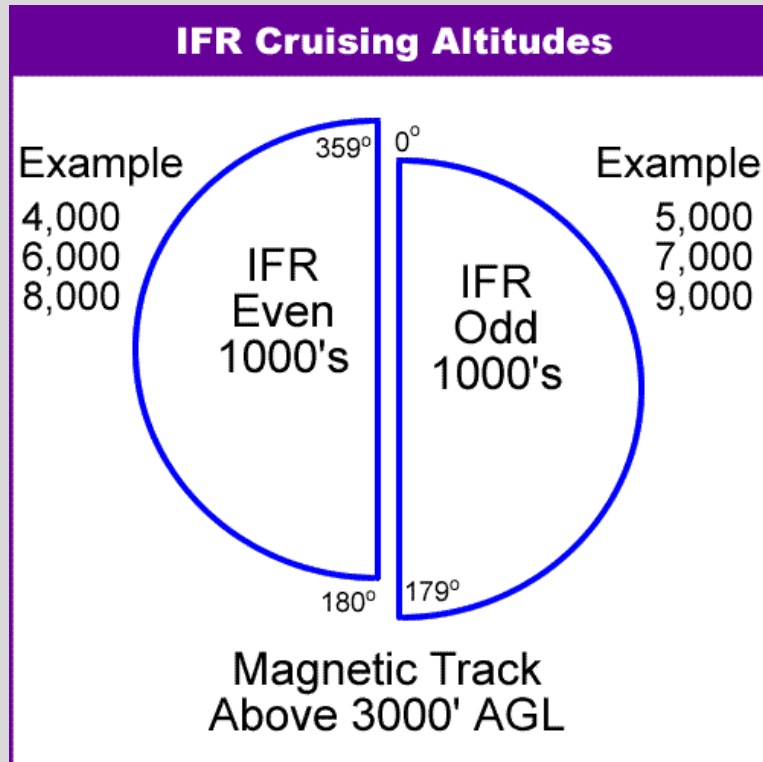 IFR Cruising Altitudes
Example
4,000
6,000
8,000
359º
0º
Example
5,000
7,000
9,000
IFR
Even
1000's
IFR
Odd
1000's
180º
179º
Magnetic Track
Above 3000' AGL